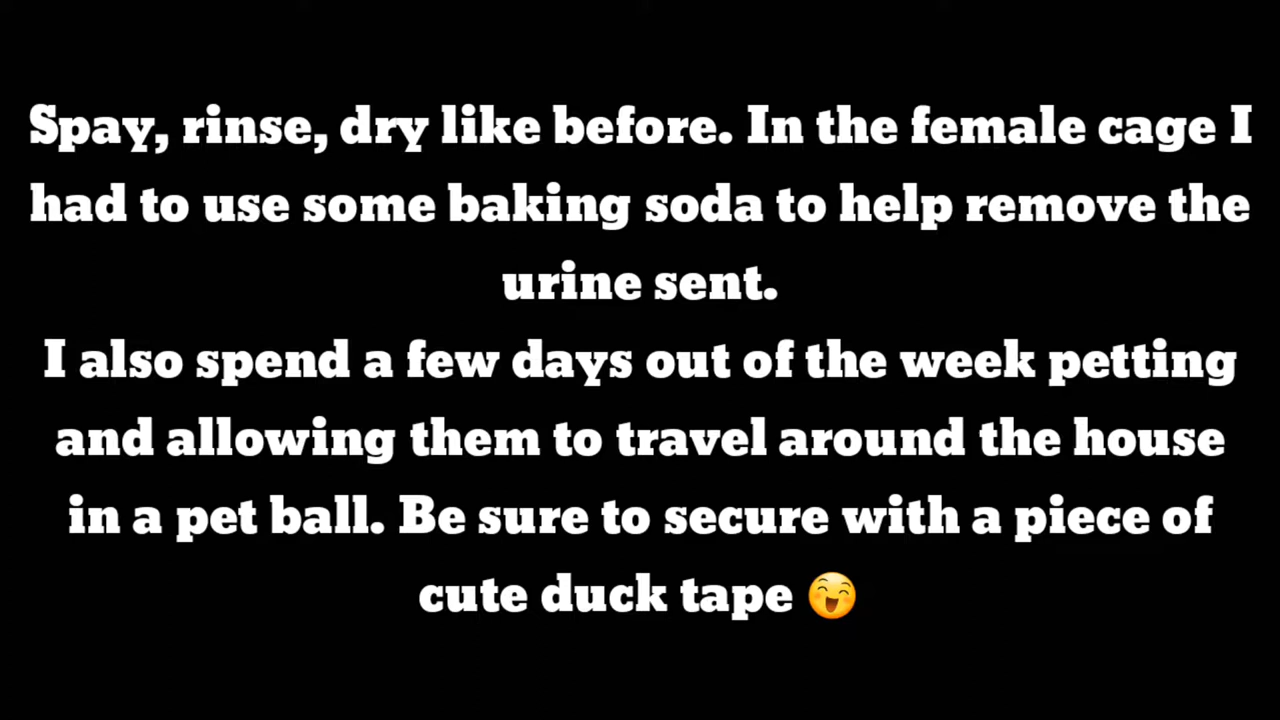 Spay, rinse, dry like before. In the female cage I
had to use some baking soda to help remove the
urine sent.
I also spend a few days out of the week petting
and allowing them to travel around the house
in a pet ball. Be sure to secure with a piece of
cute duck tape 😄